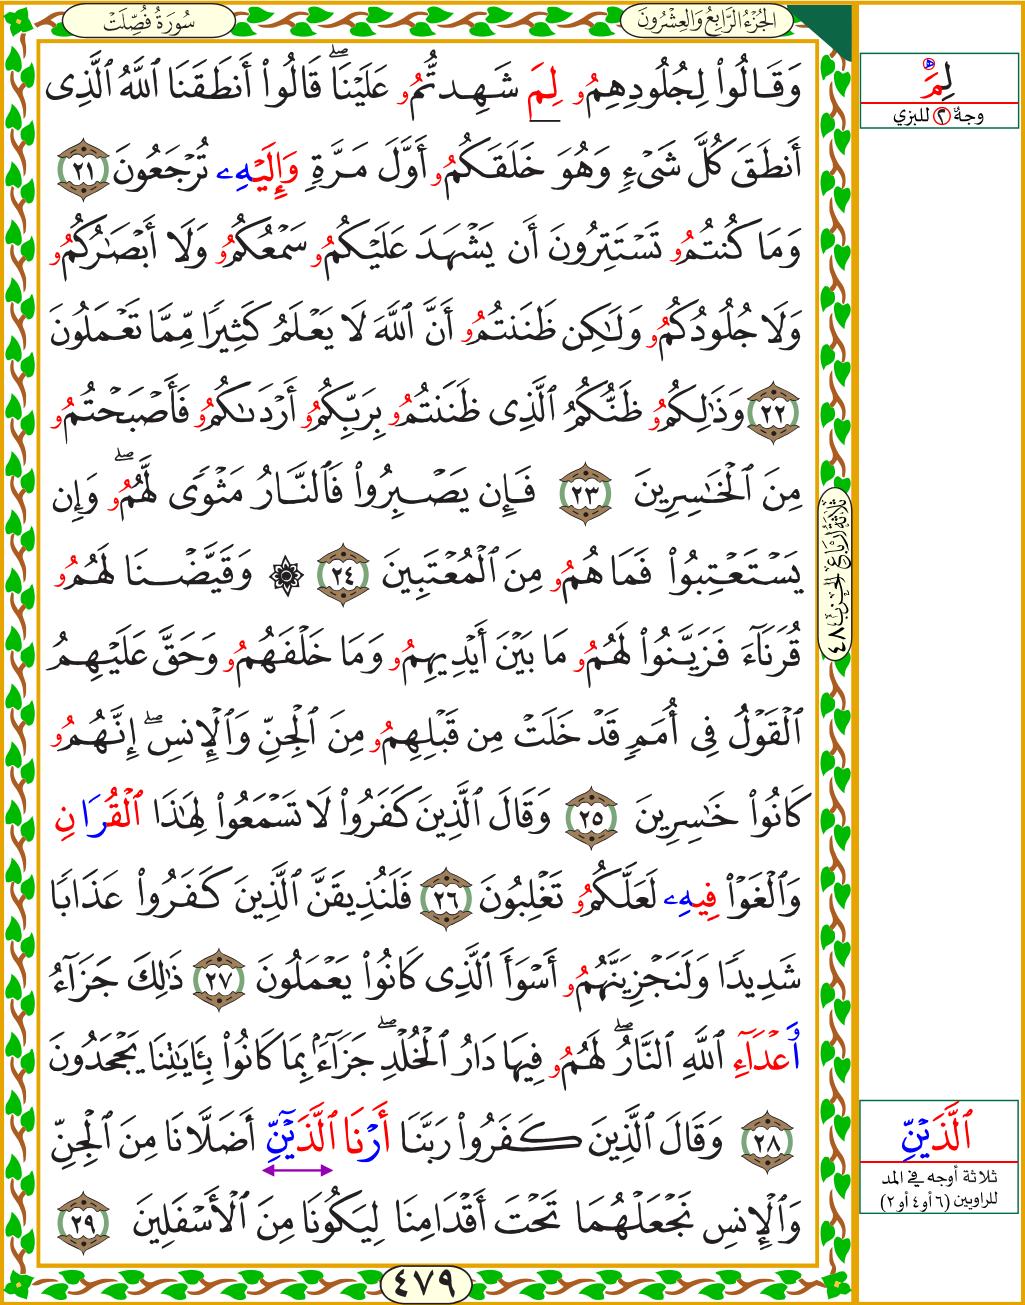 سُورَةُ فُصِّلَتْ
الجُزْءُ الرَّابِعُ وَالعِشْرُونَ
وَقَالُواْ لِجُلُودِهِمُۥ لِمَ شَهِدتُّمُۥ عَلَيْنَاۖ قَالُوٓاْ أَنطَقَنَا ٱللَّهُ ٱلَّذِى
أَنطَقَ كُلَّ شَىْءٖ وَهُوَ خَلَقَكُمُۥ أَوَّلَ مَرَّةٖ وَإِلَيْهِۦ تُرْجَعُونَ ٢١
وَمَا كُنتُمُۥ تَسْتَتِرُونَ أَن يَشْهَدَ عَلَيْكُمُۥ سَمْعُكُمُۥ وَلَا أَبْصَٰرُكُمُۥ
وَلَا جُلُودُكُمُۥ وَلَٰكِن ظَنَنتُمُۥ أَنَّ ٱللَّهَ لَا يَعْلَمُ كَثِيرٗا مِّمَّا تَعْمَلُونَ
٢٢ وَذَٰلِكُمُۥ ظَنُّكُمُ ٱلَّذِى ظَنَنتُمُۥ بِرَبِّكُمُۥ أَرْدَىٰكُمُۥ فَأَصْبَحْتُمُۥ
مِنَ ٱلْخَٰسِرِينَ ٢٣ فَإِن يَصْبِرُواْ فَٱلنَّارُ مَثْوٗى لَّهُمُۥۖ وَإِن
يَسْتَعْتِبُواْ فَمَا هُمُۥ مِنَ ٱلْمُعْتَبِينَ ٢٤ ۞ وَقَيَّضْنَا لَهُمُۥ
قُرَنَآءَ فَزَيَّنُواْ لَهُمُۥ مَا بَيْنَ أَيْدِيهِمُۥ وَمَا خَلْفَهُمُۥ وَحَقَّ عَلَيْهِمُ
ٱلْقَوْلُ فِى أُمَمٖ قَدْ خَلَتْ مِن قَبْلِهِمُۥ مِنَ ٱلْجِنِّ وَٱلْإِنسِۖ إِنَّهُمُۥ
كَانُواْ خَٰسِرِينَ ٢٥ وَقَالَ ٱلَّذِينَ كَفَرُواْ لَا تَسْمَعُواْ لِهَٰذَا ٱلْقُرَانِ
وَٱلْغَوْاْ فِيهِۦ لَعَلَّكُمُۥ تَغْلِبُونَ ٢٦ فَلَنُذِيقَنَّ ٱلَّذِينَ كَفَرُواْ عَذَابٗا
شَدِيدٗا وَلَنَجْزِيَنَّهُمُۥ أَسْوَأَ ٱلَّذِى كَانُواْ يَعْمَلُونَ ٢٧ ذَٰلِكَ جَزَآءُ
وَعْدَآءِ ٱللَّهِ ٱلنَّارُۖ لَهُمُۥ فِيهَا دَارُ ٱلْخُلْدِۖ جَزَآءَۢ بِمَا كَانُواْ بِـَٔايَٰتِنَا يَجْحَدُونَ
٢٨ وَقَالَ ٱلَّذِينَ كَفَرُواْ رَبَّنَا أَرْنَا ٱلَّذَيْنِّ أَضَلَّانَا مِنَ ٱلْجِنِّ
وَٱلْإِنسِ نَجْعَلْهُمَا تَحْتَ أَقْدَامِنَا لِيَكُونَا مِنَ ٱلْأَسْفَلِينَ ٢٩
٤٧٩
ثَلَاثَةُ أَرْبَاعِ الحِزْبِ ٤٨
لِمَ
وجهٌ ٢ للبزي
ٱلَّذَيْنِّ
ثلاثة أوجه في المد
للراويين (٦ أو ٤ أو ٢)